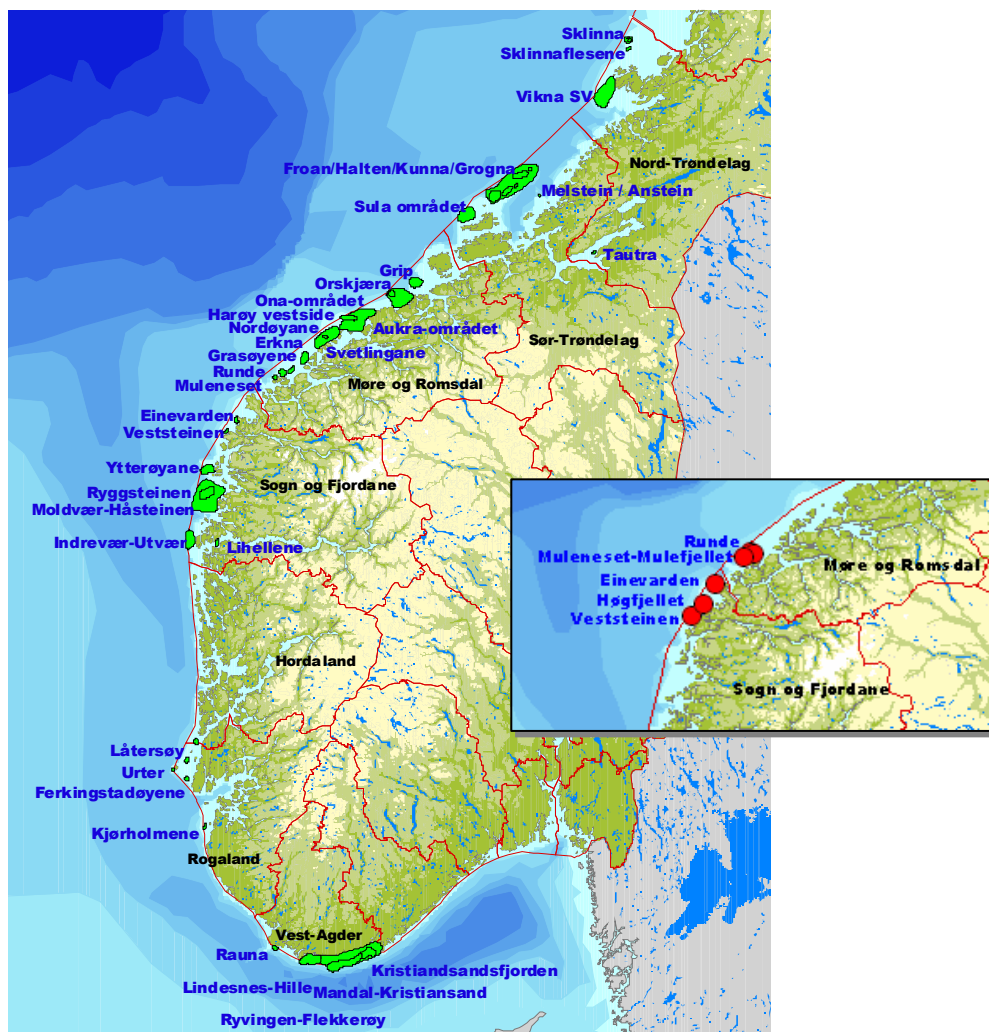 Sklinna
Sklinnaflesene
Vikna SV
Nord-Trøndelag
Froan/Halten/Kunna/Grogna
Melstein / Anstein
Sula området
Tautra
Grip
Orskjæra
Ona-området
Harøy vestside
Nordøyane
Aukra-området
Erkna
Sør-Trøndelag
Svetlingane
Grasøyene
Runde
Muleneset
Møre og Romsdal
Einevarden
Veststeinen
Ytterøyane
Sogn og Fjordane
Ryggsteinen
Moldvær-Håsteinen
Indrevær-Utvær
Lihellene
Runde
Muleneset-Mulefjellet
Møre og Romsdal
Einevarden
Høgfjellet
Veststeinen
Sogn og Fjordane
Hordaland
Låtersøy
Urter
Ferkingstadøyene
Kjørholmene
Rogaland
Vest-Agder
Rauna
Kristiandsandsfjorden
Lindesnes-Hille
Mandal-Kristiansand
Ryvingen-Flekkerøy